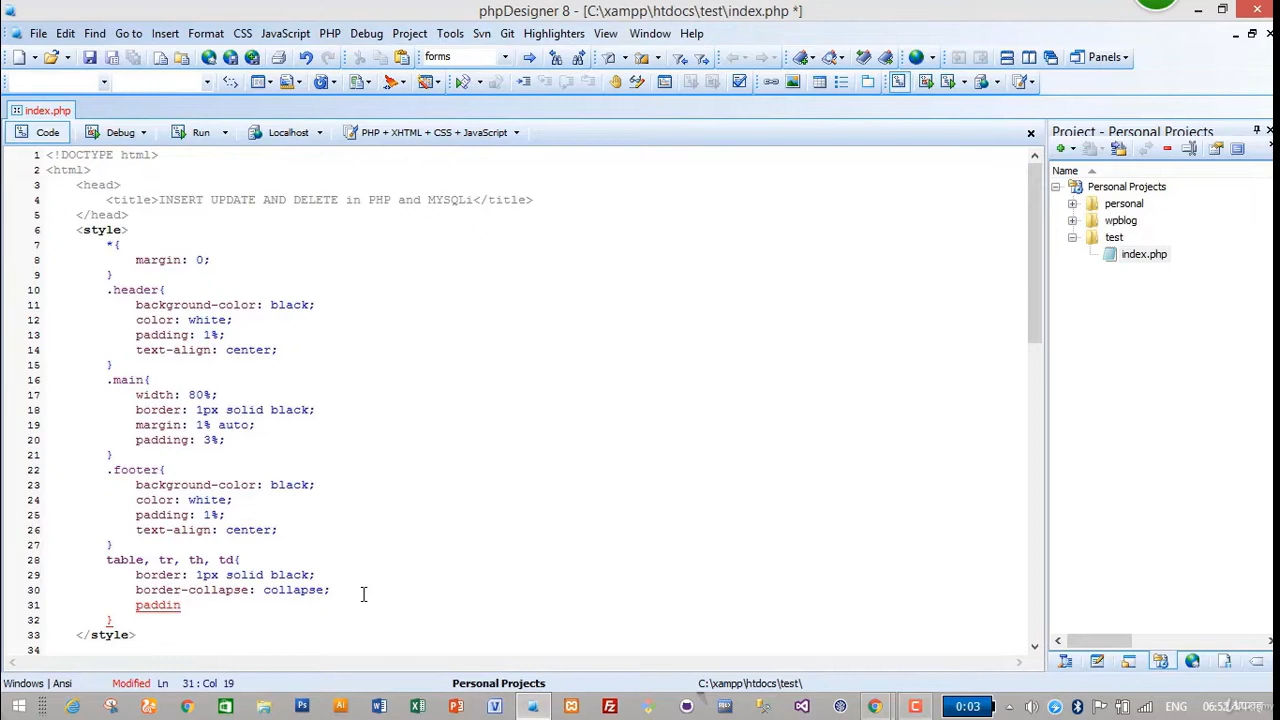 phpDesigner 8 - [C:\xampp\htdocs\test\index.php *]
File Edit Find Go to Insert Format CSS JavaScript PHP Debug Project Tools Svn Git Highlighters View Window Help
forms
Panels
index.php
Code Debug Run Localhost PHP + XHTML + CSS + JavaScript
1 <!DOCTYPE html>
2 <html>
3 <head>
4 <title>INSERT UPDATE AND DELETE in PHP and MYSQLi</title>
5 </head>
6 <style>
7 *{
8 margin: 0;
9 }
10 .header{
11 background-color: black;
12 color: white;
13 padding: 1%;
14 text-align: center;
15 }
16 .main{
17 width: 80%;
18 border: 1px solid black;
19 margin: 1% auto;
20 padding: 3%;
21 }
22 .footer{
23 background-color: black;
24 color: white;
25 padding: 1%;
26 text-align: center;
27 }
28 table, tr, th, td{
29 border: 1px solid black;
30 border-collapse: collapse;
31 paddin
32 }
33 </style>
34
Project - Personal Projects
Name
Personal Projects
personal
wpblog
test
index.php
Windows | Ansi Modified Ln 31 : Col 19 Personal Projects C:\xampp\htdocs\test\
0:03
ENG